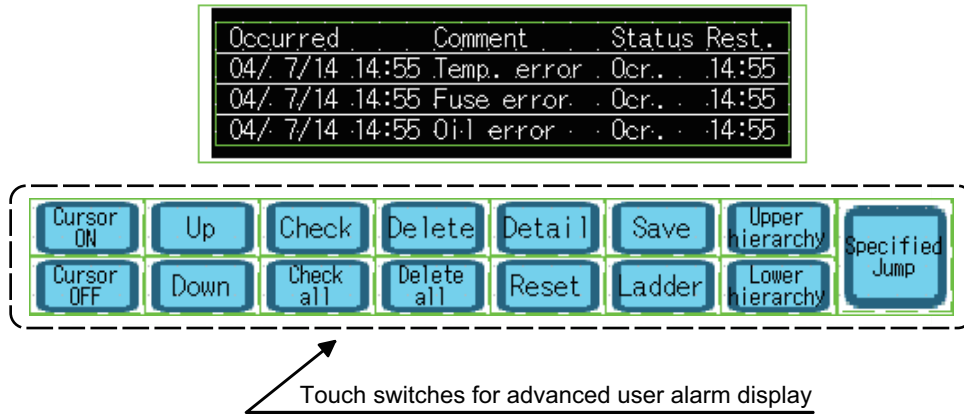 Occurred Comment Status Rest.
04/ 7/14 14:55 Temp. error Ocr. 14:55
04/ 7/14 14:55 Fuse error Ocr. 14:55
04/ 7/14 14:55 Oil error Ocr. 14:55
Cursor ON Up Check Delete Detail Save Upper hierarchy Specified Jump
Cursor OFF Down Check all Delete all Reset Ladder Lower hierarchy
Touch switches for advanced user alarm display